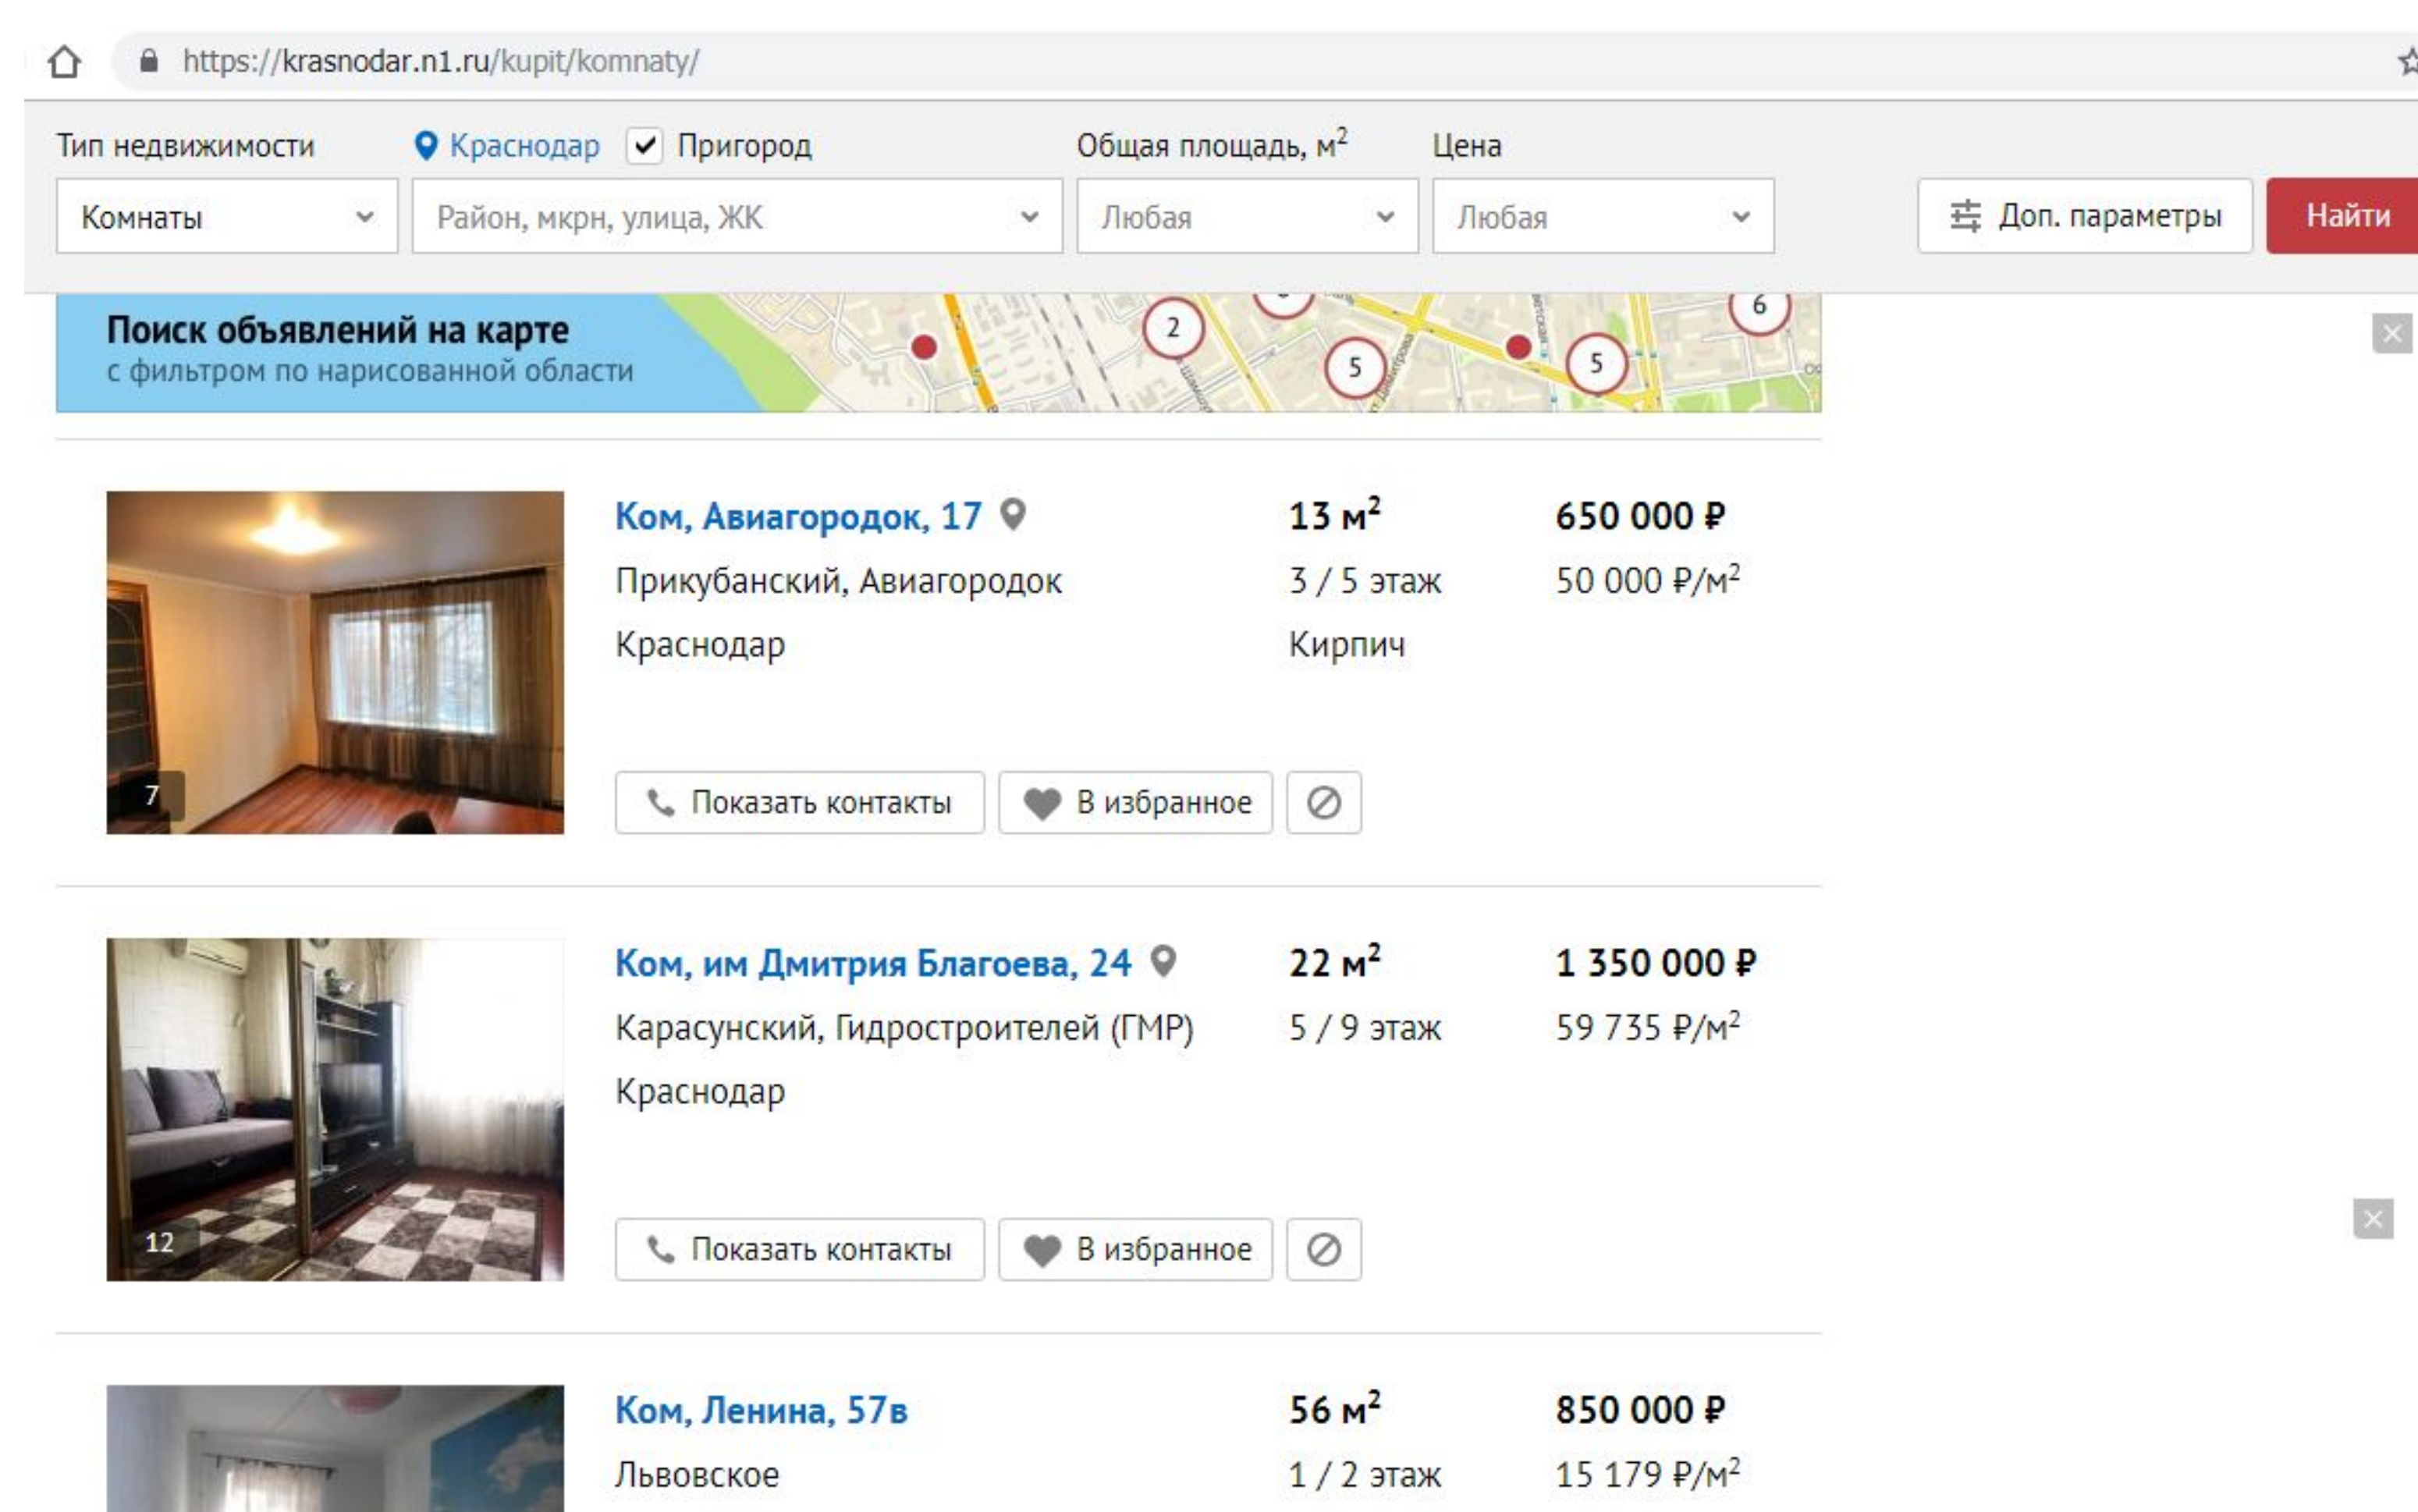 https://krasnodar.n1.ru/kupit/komnaty/
Тип недвижимости Краснодар Пригород Общая площадь, м² Цена
Комнаты Район, мкрн, улица, ЖК Любая Любая Доп. параметры Найти
Поиск объявлений на карте
с фильтром по нарисованной области
2 5 5 6
Ком, Авиагородок, 17 13 м² 650 000 ₽
Прикубанский, Авиагородок 3 / 5 этаж 50 000 ₽/м²
Краснодар Кирпич
7
Показать контакты В избранное
Ком, им Дмитрия Благоева, 24 22 м² 1 350 000 ₽
Карасунский, Гидростроителей (ГМР) 5 / 9 этаж 59 735 ₽/м²
Краснодар
12
Показать контакты В избранное
Ком, Ленина, 57в 56 м² 850 000 ₽
Львовское 1 / 2 этаж 15 179 ₽/м²